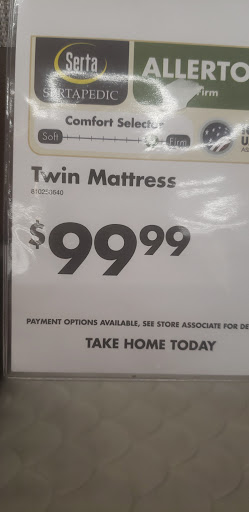 Serta
SERTAPEDIC
ALLERTO
Firm
Comfort Selector
Soft Firm
Twin Mattress
$99.99
PAYMENT OPTIONS AVAILABLE, SEE STORE ASSOCIATE FOR DE
TAKE HOME TODAY